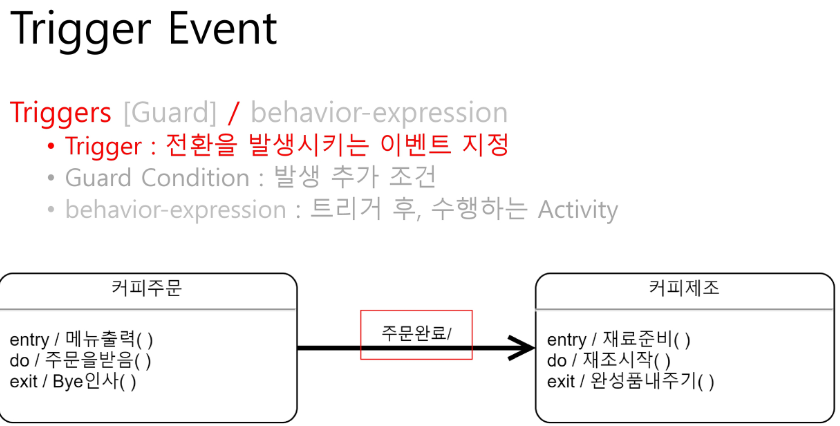 Trigger Event
Triggers [Guard] / behavior-expression
• Trigger : 전환을 발생시키는 이벤트 지정
• Guard Condition : 발생 추가 조건
• behavior-expression : 트리거 후, 수행하는 Activity
커피주문
entry / 메뉴출력( )
do / 주문을받음( )
exit / Bye인사( )
주문완료/
커피제조
entry / 재료준비( )
do / 재조시작( )
exit / 완성품내주기( )